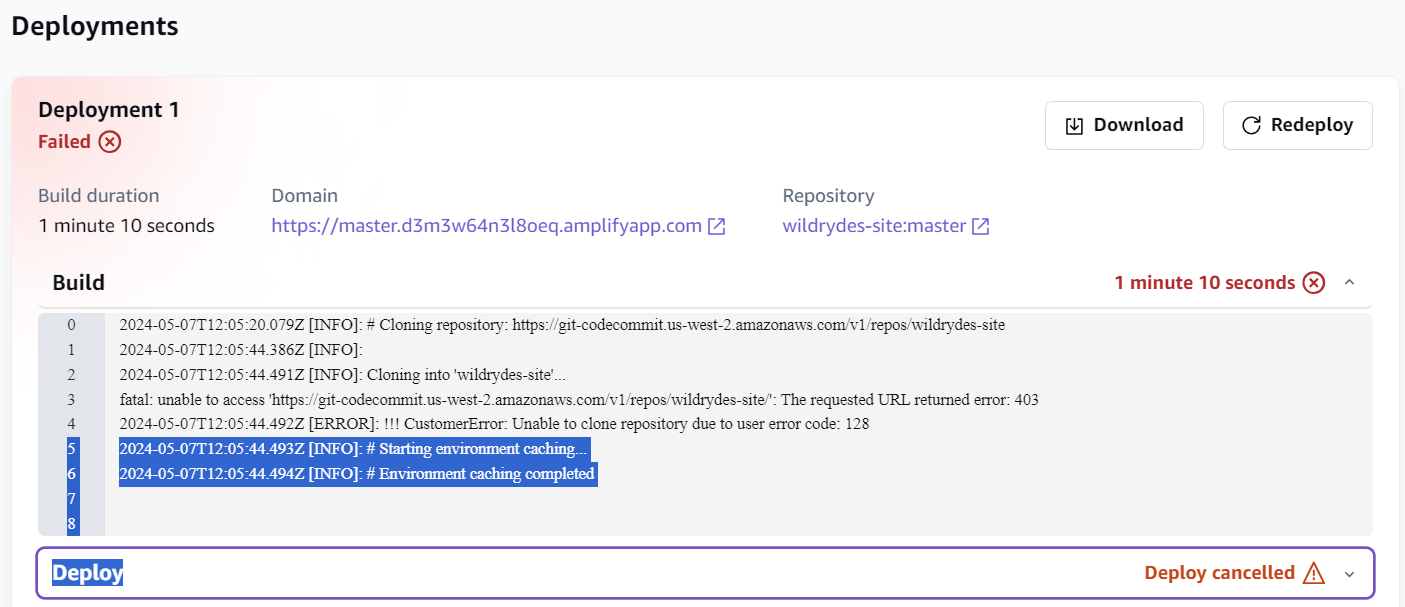 Deployments
Deployment 1
Failed
Download
Redeploy
Build duration
Domain
Repository
1 minute 10 seconds
https://master.d3m3w64n3l8oeq.amplifyapp.com
wildrydes-site:master
Build
1 minute 10 seconds
0 2024-05-07T12:05:20.079Z [INFO]: # Cloning repository: https://git-codecommit.us-west-2.amazonaws.com/v1/repos/wildrydes-site
1 2024-05-07T12:05:44.386Z [INFO]:
2 2024-05-07T12:05:44.491Z [INFO]: Cloning into 'wildrydes-site'...
3 fatal: unable to access 'https://git-codecommit.us-west-2.amazonaws.com/v1/repos/wildrydes-site/': The requested URL returned error: 403
4 2024-05-07T12:05:44.492Z [ERROR]: !!! CustomerError: Unable to clone repository due to user error code: 128
5 2024-05-07T12:05:44.493Z [INFO]: # Starting environment caching...
6 2024-05-07T12:05:44.494Z [INFO]: # Environment caching completed
7
8
Deploy
Deploy cancelled